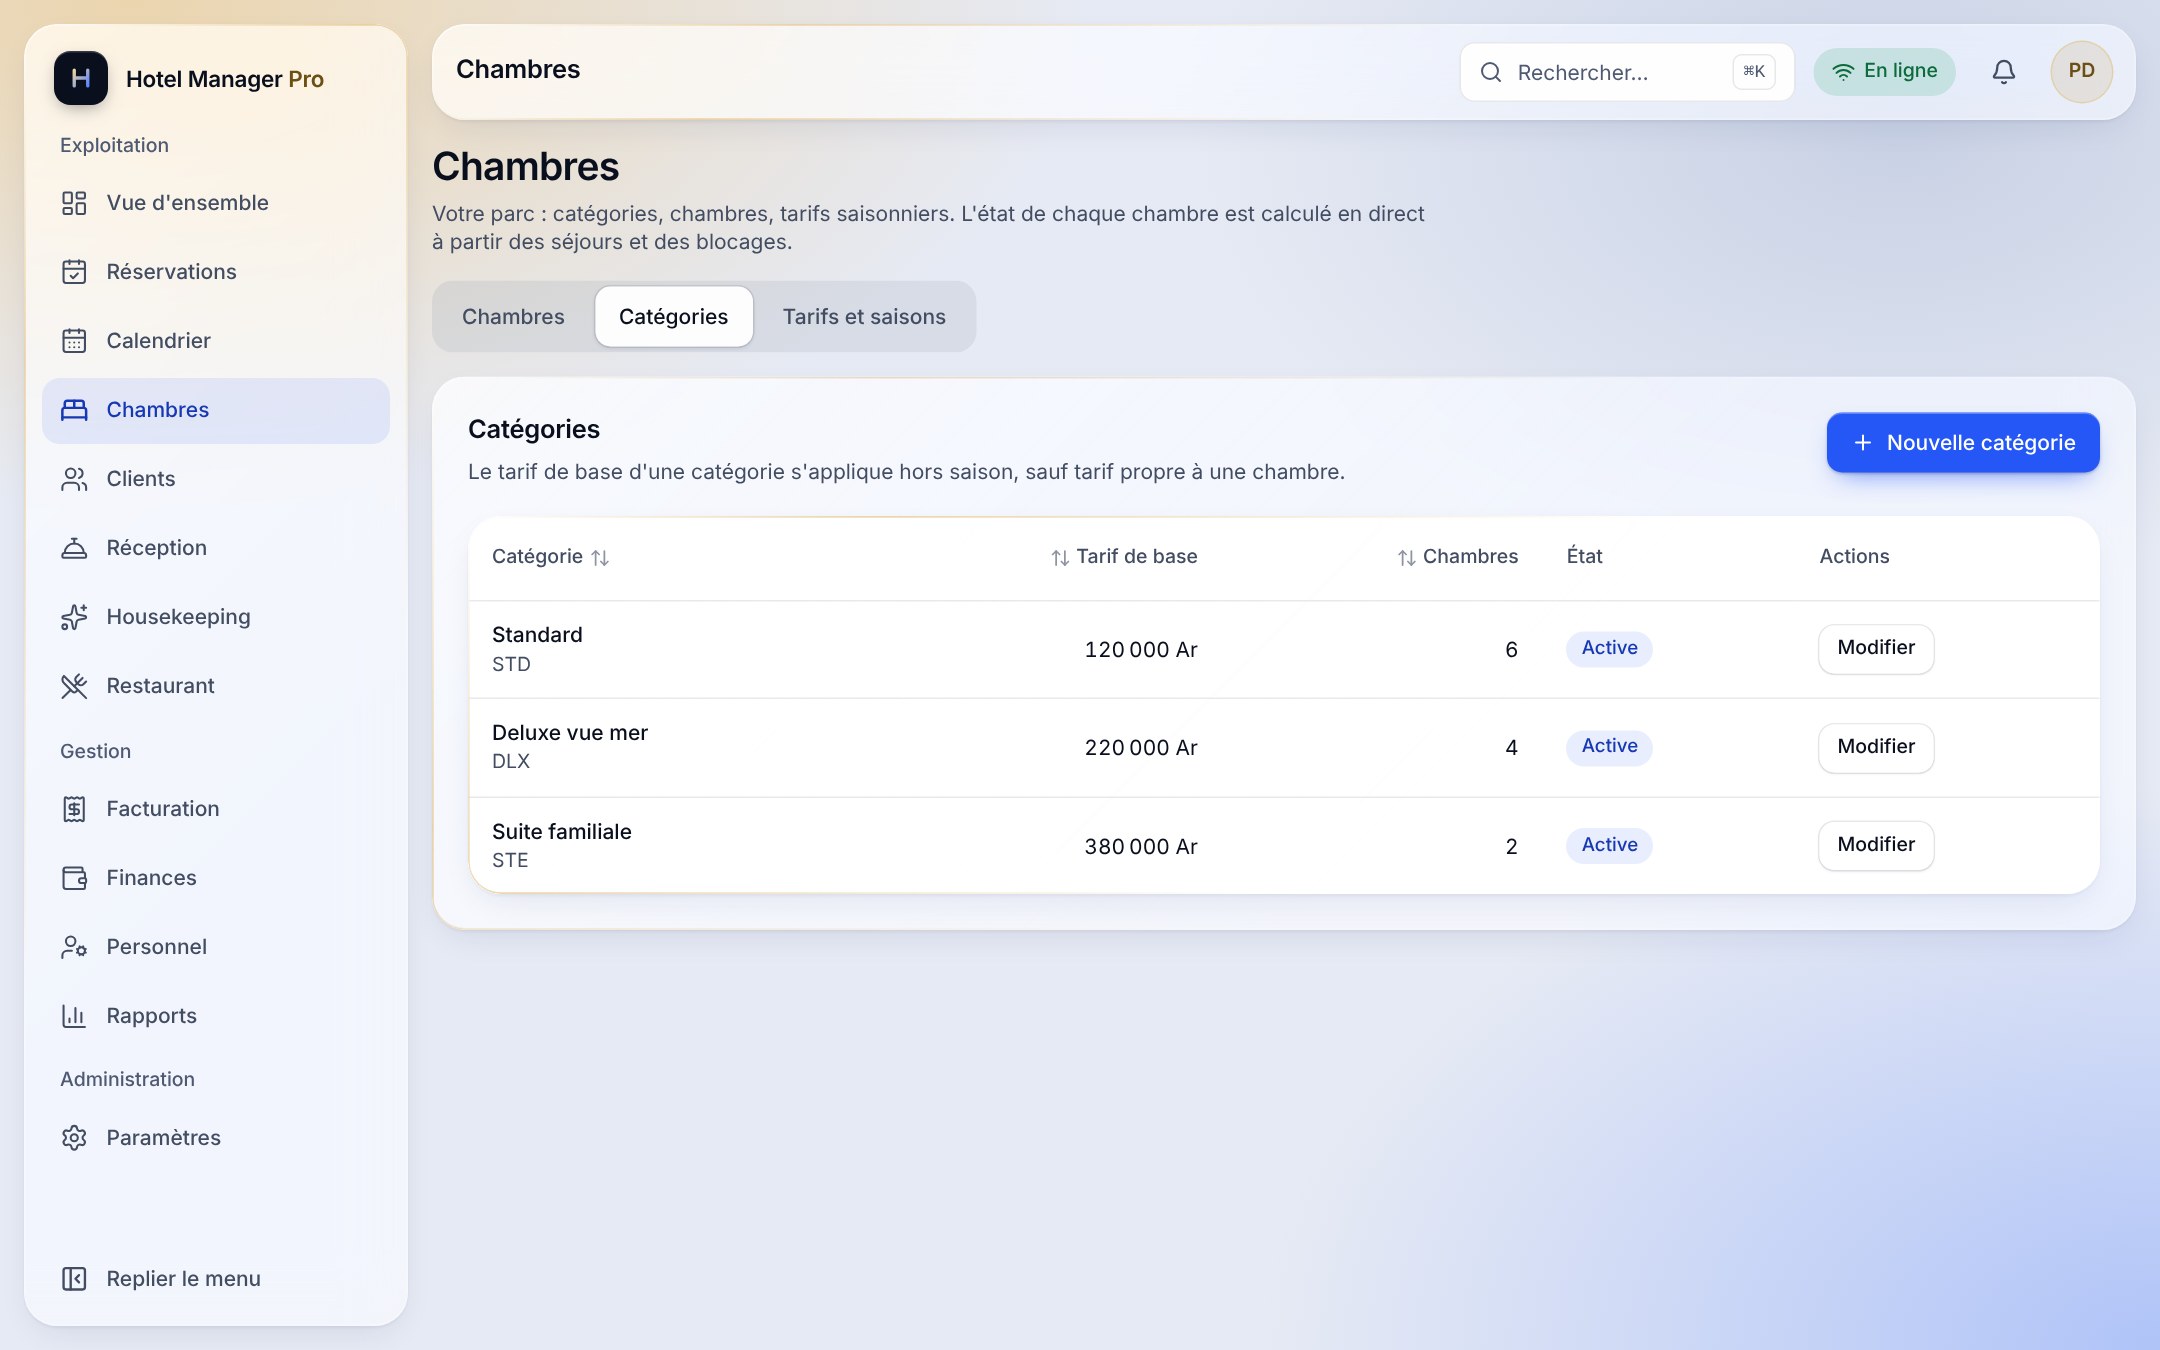 Hotel Manager Pro
Exploitation
Vue d'ensemble
Réservations
Calendrier
Chambres
Clients
Réception
Housekeeping
Restaurant
Gestion
Facturation
Finances
Personnel
Rapports
Administration
Paramètres
Replier le menu
Chambres
Rechercher...
⌘K
En ligne
PD
Chambres
Votre parc : catégories, chambres, tarifs saisonniers. L'état de chaque chambre est calculé en direct
à partir des séjours et des blocages.
Chambres Catégories Tarifs et saisons
Catégories
Le tarif de base d'une catégorie s'applique hors saison, sauf tarif propre à une chambre.
Nouvelle catégorie
Catégorie Tarif de base Chambres État Actions
Standard
STD
120 000 Ar 6 Active Modifier
Deluxe vue mer
DLX
220 000 Ar 4 Active Modifier
Suite familiale
STE
380 000 Ar 2 Active Modifier